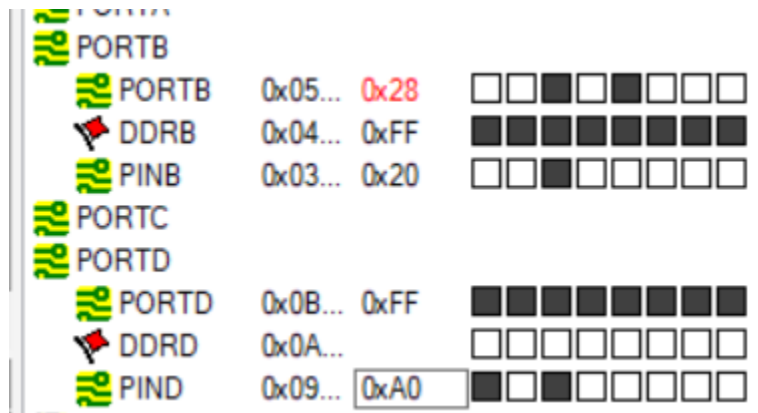 PORTA
PORTB
PORTB 0x05... 0x28
DDRB 0x04... 0xFF
PINB 0x03... 0x20
PORTC
PORTD
PORTD 0x0B... 0xFF
DDRD 0x0A...
PIND 0x09... 0xA0